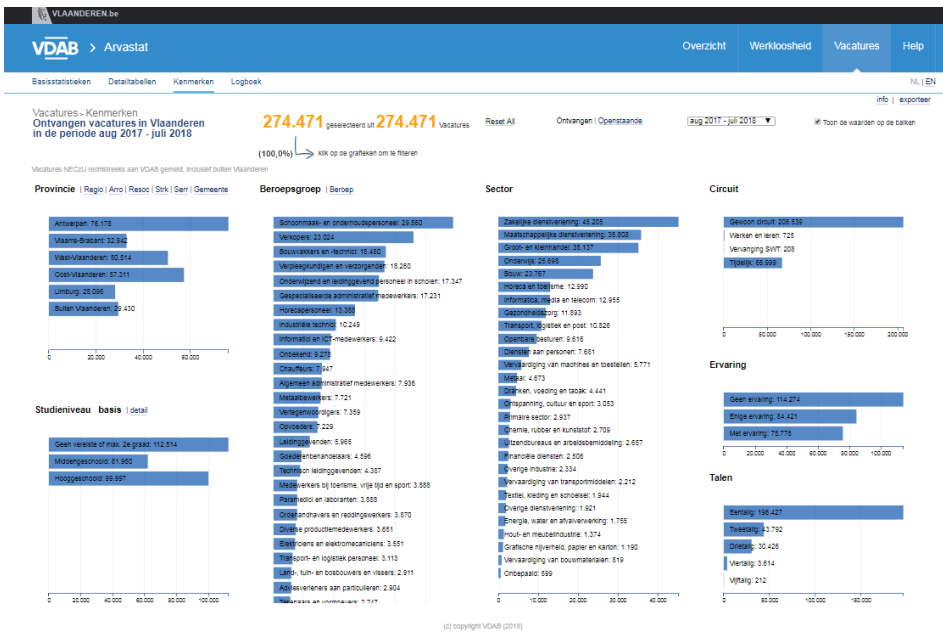 VLAANDEREN.be
VDAB > Arvastat
Overzicht Werkloosheid Vacatures Help
Basisstatistieken Detailtabellen Kenmerken Logboek
NL | EN
info | exporteer
Vacatures > Kenmerken
Ontvangen vacatures in Vlaanderen
in de periode aug 2017 - juli 2018
274.471 geselecteerd uit 274.471 Vacatures
Reset All
Ontvangen | Openstaande
aug 2017 - juli 2018 ▼
Toon de waarden op de balken
(100,0%) klik op de grafieken om te filteren
Vacatures NECzU rechtstreeks aan VDAB gemeld, inclusief buiten Vlaanderen
Provincie | Regio | Arro | Resoc | Strk | Serr | Gemeente
Antwerpen: 76.178
Vlaams-Brabant: 32.842
West-Vlaanderen: 50.514
Oost-Vlaanderen: 57.311
Limburg: 28.096
Buiten Vlaanderen: 29.430
0 20.000 40.000 60.000
Studieniveau basis | detail
Geen vereiste of max. 2e graad: 112.514
Middengeschoold: 61.960
Hooggeschoold: 99.997
0 20.000 40.000 60.000 80.000 100.000
Beroepsgroep | Beroep
Schoonmaak- en onderhoudspersoneel: 29.560
Verkopers: 23.024
Bouwvakkers en -technici: 18.480
Verpleegkundigen en verzorgenden: 18.260
Onderwijzend en leidinggevend personeel in scholen: 17.347
Gespecialiseerde administratief medewerkers: 17.231
Horecapersoneel: 13.388
Industriële technici: 10.249
Informatici en ICT-medewerkers: 9.422
Onbekend: 9.278
Chauffeurs: 7.947
Algemeen administratief medewerkers: 7.936
Metaalbewerkers: 7.721
Vertegenwoordigers: 7.359
Opvoeders: 7.229
Leidinggevenden: 5.965
Goederenbehandelaars: 4.596
Technisch leidinggevenden: 4.387
Medewerkers bij toerisme, vrije tijd en sport: 3.888
Paramedici en laboranten: 3.888
Ordehandhavers en reddingswerkers: 3.870
Diverse productiemedewerkers: 3.651
Elektriciens en elektromecaniciens: 3.551
Transport- en logistiek personeel: 3.113
Land-, tuin- en bosbouwers en vissers: 2.911
Adviesverleners aan particulieren: 2.904
Tekenaars en vormgevers: 2.747
0 5.000 10.000 15.000 20.000 25.000
Sector
Zakelijke dienstverlening: 45.205
Maatschappelijke dienstverlening: 35.808
Groot- en kleinhandel: 35.137
Onderwijs: 25.698
Bouw: 23.767
Horeca en toerisme: 12.990
Informatica, media en telecom: 12.955
Gezondheidszorg: 11.893
Transport, logistiek en post: 10.826
Openbare besturen: 9.616
Diensten aan personen: 7.681
Vervaardiging van machines en toestellen: 5.771
Metaal: 4.673
Dranken, voeding en tabak: 4.441
Ontspanning, cultuur en sport: 3.053
Primaire sector: 2.937
Chemie, rubber en kunststof: 2.709
Uitzendbureaus en arbeidsbemiddeling: 2.657
Financiële diensten: 2.506
Overige industrie: 2.334
Vervaardiging van transportmiddelen: 2.212
Textiel, kleding en schoeisel: 1.944
Overige dienstverlening: 1.921
Energie, water en afvalverwerking: 1.755
Hout- en meubelindustrie: 1.374
Grafische nijverheid, papier en karton: 1.190
Vervaardiging van bouwmaterialen: 819
Onbepaald: 599
0 10.000 20.000 30.000 40.000
Circuit
Gewoon circuit: 206.539
Werken en leren: 725
Vervanging SWT: 208
Tijdelijk: 66.999
0 50.000 100.000 150.000 200.000
Ervaring
Geen ervaring: 114.274
Enige ervaring: 84.421
Met ervaring: 75.776
0 20.000 40.000 60.000 80.000 100.000
Talen
Eentalig: 196.427
Tweetalig: 43.792
Drietalig: 30.426
Viertalig: 3.614
Vijftalig: 212
0 50.000 100.000 150.000
(c) copyright VDAB (2018)